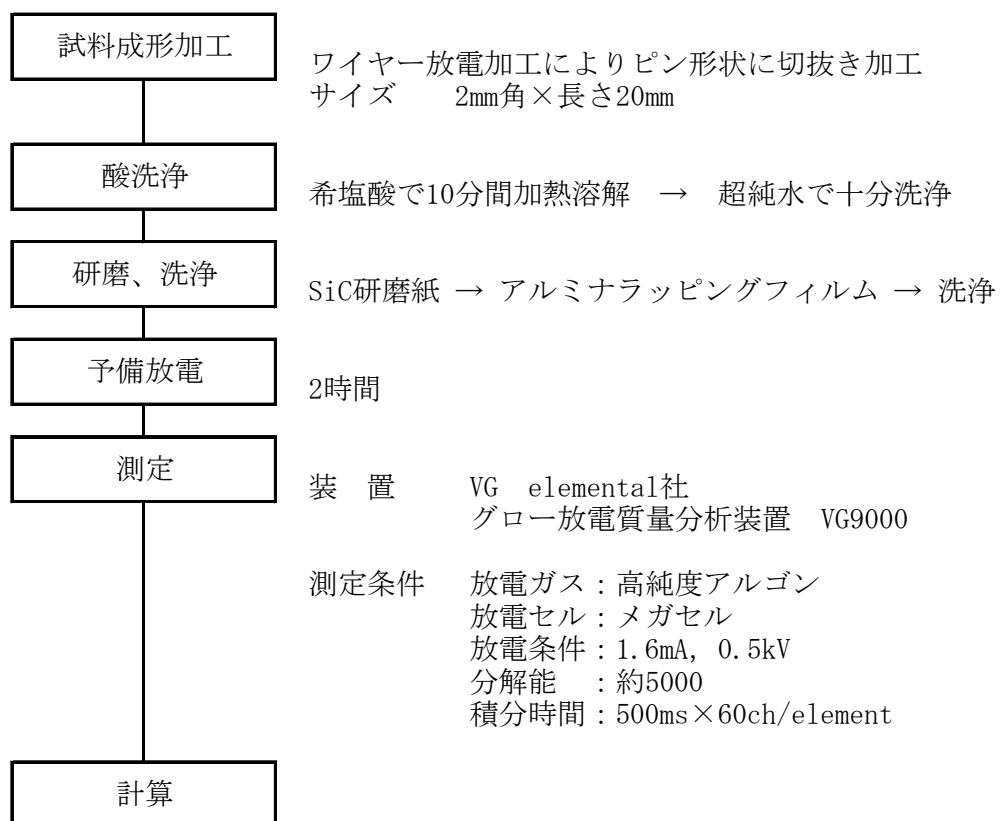 試料成形加工
ワイヤー放電加工によりピン形状に切抜き加工
サイズ　　2mm角×長さ20mm
酸洗浄
希塩酸で10分間加熱溶解　→　超純水で十分洗浄
研磨、洗浄
SiC研磨紙 → アルミナラッピングフィルム → 洗浄
予備放電
2時間
測定
装　置　　VG　elemental社
グロー放電質量分析装置　VG9000
測定条件　放電ガス：高純度アルゴン
放電セル：メガセル
放電条件：1.6mA, 0.5kV
分解能　：約5000
積分時間：500ms×60ch/element
計算